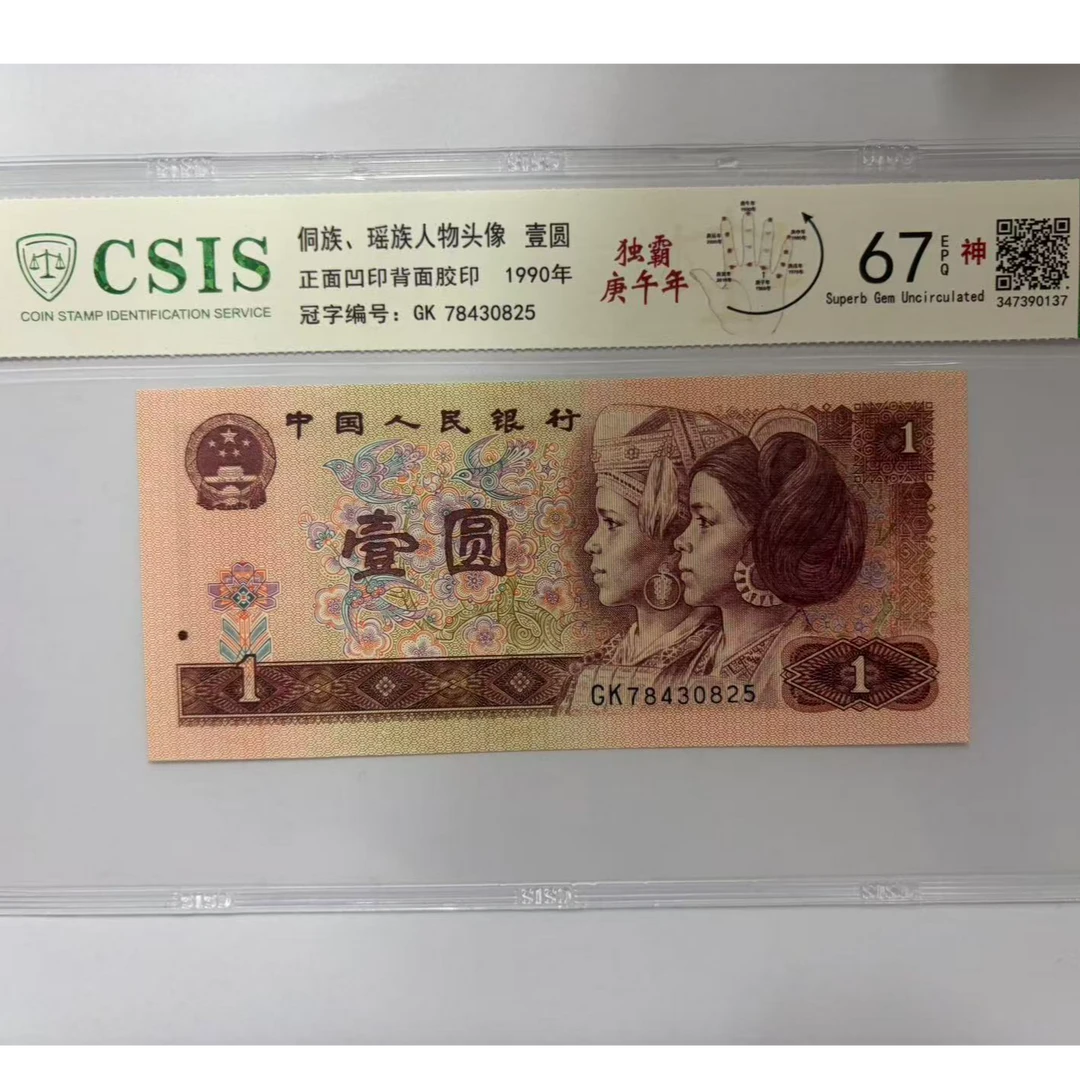 CSIS
COIN STAMP IDENTIFICATION SERVICE
侗族、瑶族人物头像 壹圆
正面凹印背面胶印 1990年
冠字编号：GK 78430825
独霸
庚午年
67
EPQ
神
Superb Gem Uncirculated
347390137
中国人民银行
1
壹圆
1
1
GK78430825